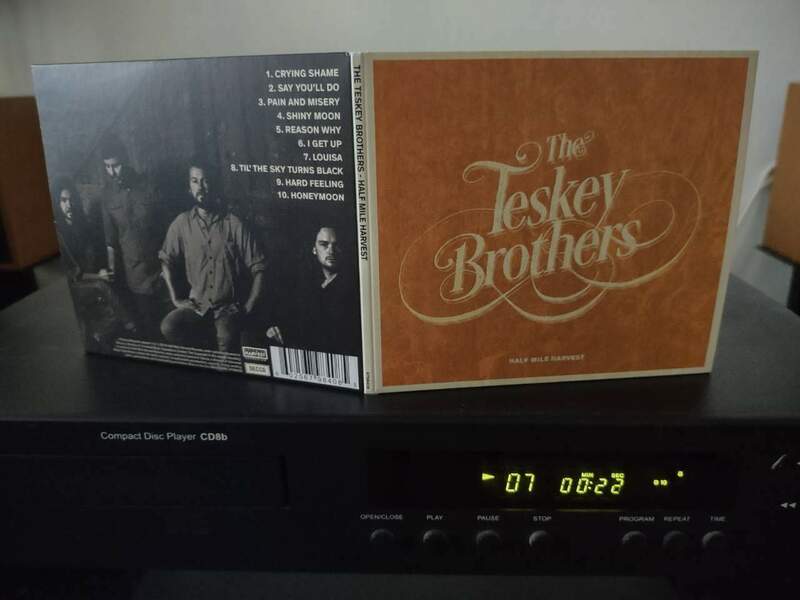 1. CRYING SHAME
2. SAY YOU'LL DO
3. PAIN AND MISERY
4. SHINY MOON
5. REASON WHY
6. I GET UP
7. LOUISA
8. TIL' THE SKY TURNS BLACK
9. HARD FEELING
10. HONEYMOON
DECCA
THE TESKEY BROTHERS - HALF MILE HARVEST
The
Teskey
Brothers
HALF MILE HARVEST
Compact Disc Player CD8b
MIN SEC
07 00:22
OPEN/CLOSE PLAY PAUSE STOP PROGRAM REPEAT TIME